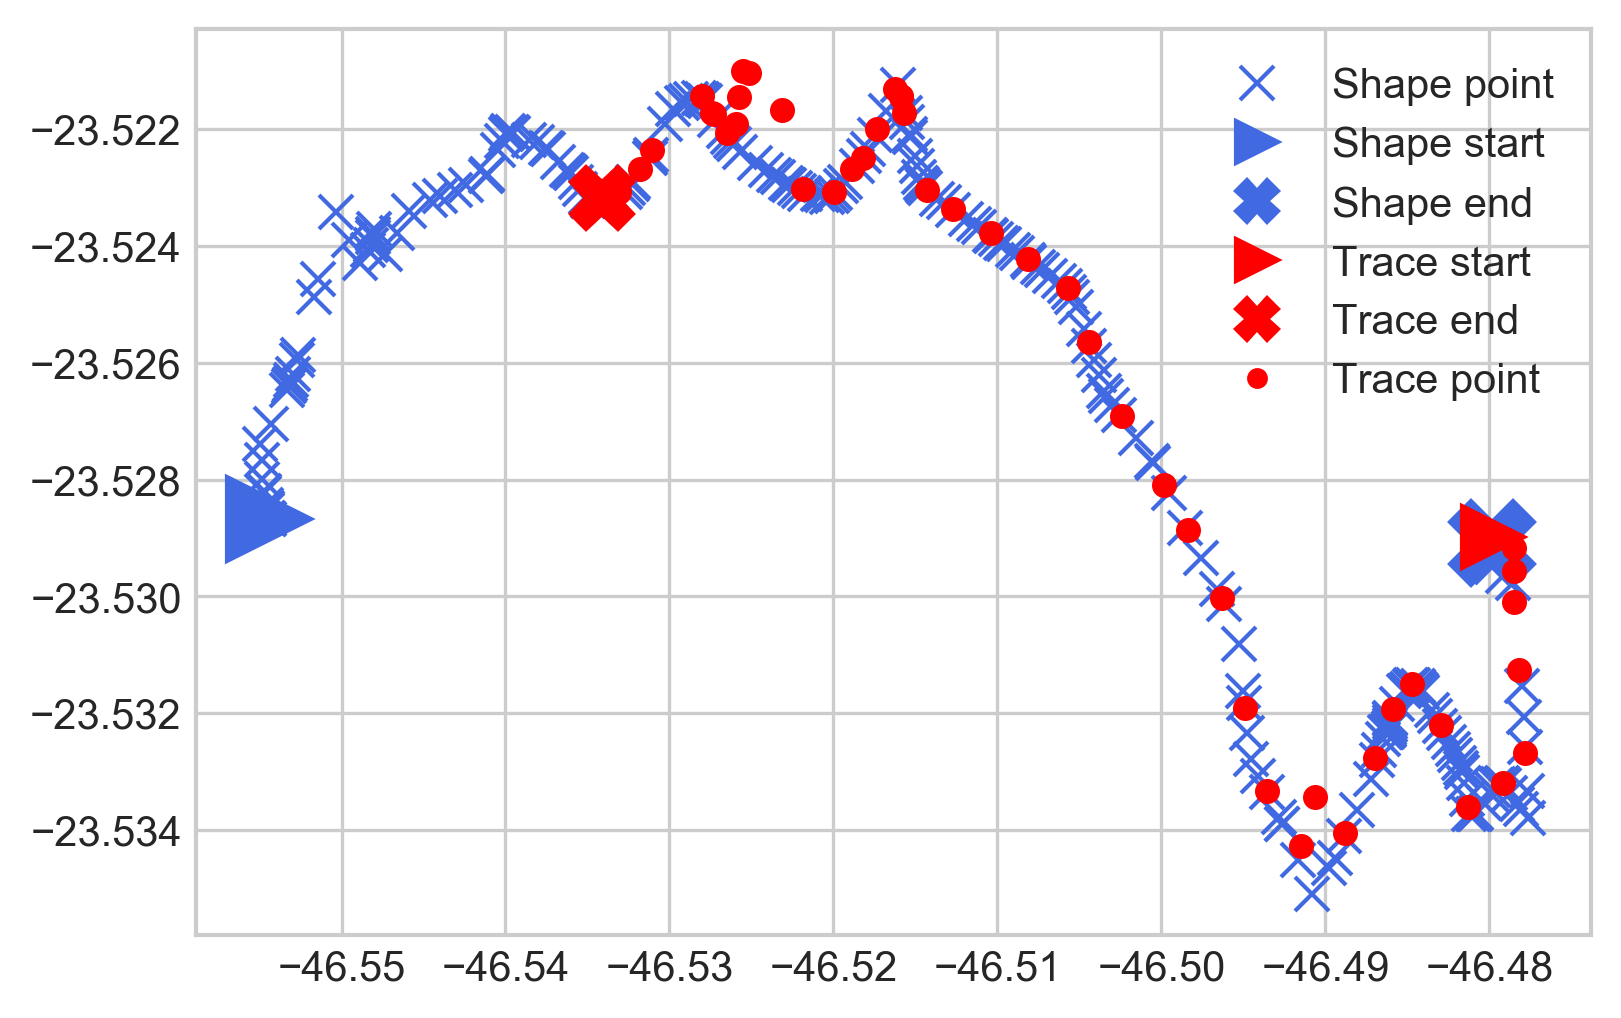 Shape point
Shape start
Shape end
Trace start
Trace end
Trace point
−23.522
−23.524
−23.526
−23.528
−23.530
−23.532
−23.534
−46.55 −46.54 −46.53 −46.52 −46.51 −46.50 −46.49 −46.48